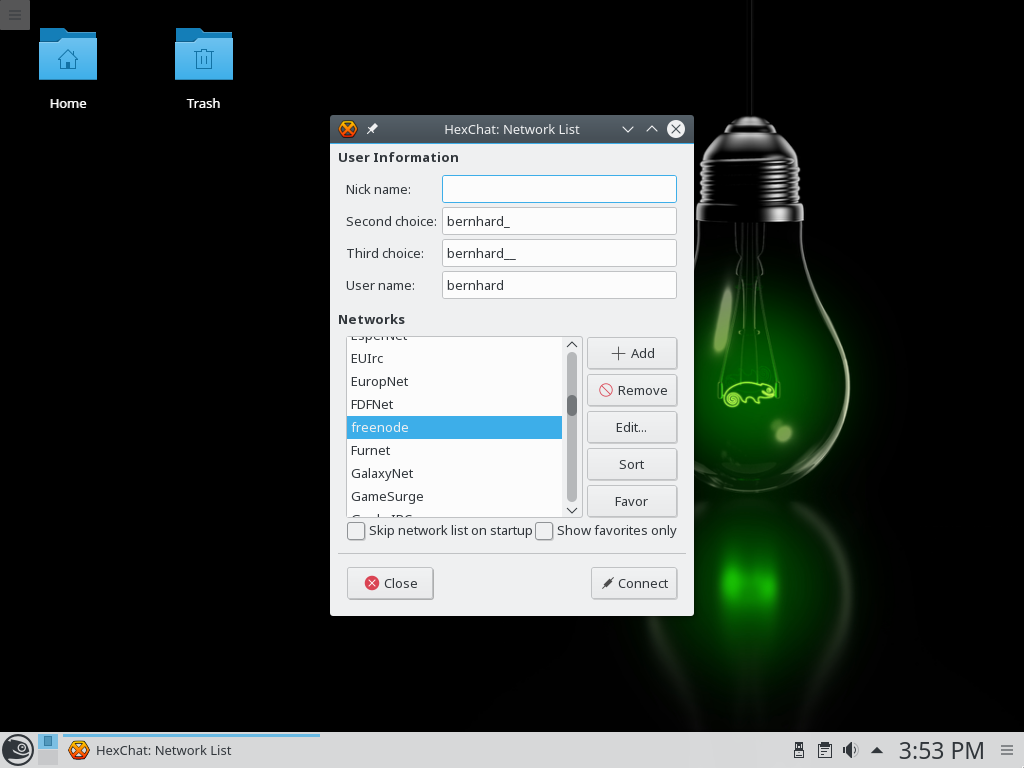 Home
Trash
HexChat: Network List
User Information
Nick name:
Second choice: bernhard_
Third choice: bernhard__
User name: bernhard
Networks
EsperNet
EUIrc
EuropNet
FDFNet
freenode
Furnet
GalaxyNet
GameSurge
Add
Remove
Edit...
Sort
Favor
Skip network list on startup
Show favorites only
Close
Connect
HexChat: Network List
3:53 PM